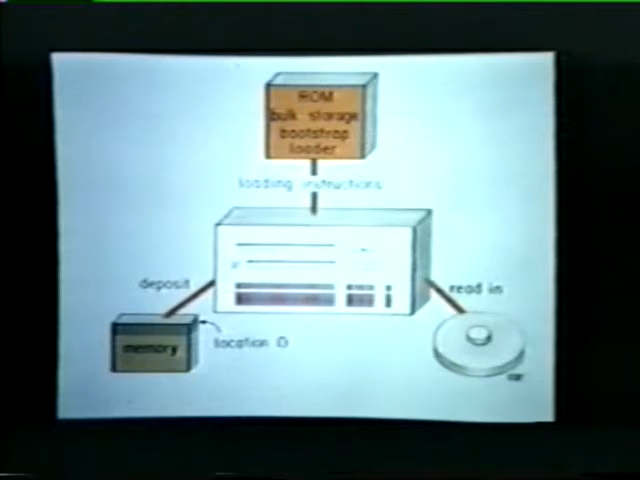 ROM
bulk storage
bootstrap
loader
loading instructions
deposit
read in
memory
location 0